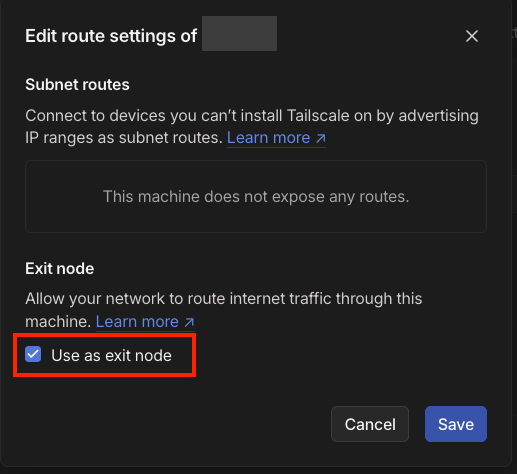 Edit route settings of
Subnet routes
Connect to devices you can’t install Tailscale on by advertising
IP ranges as subnet routes. Learn more ↗
This machine does not expose any routes.
Exit node
Allow your network to route internet traffic through this
machine. Learn more ↗
Use as exit node
Cancel
Save